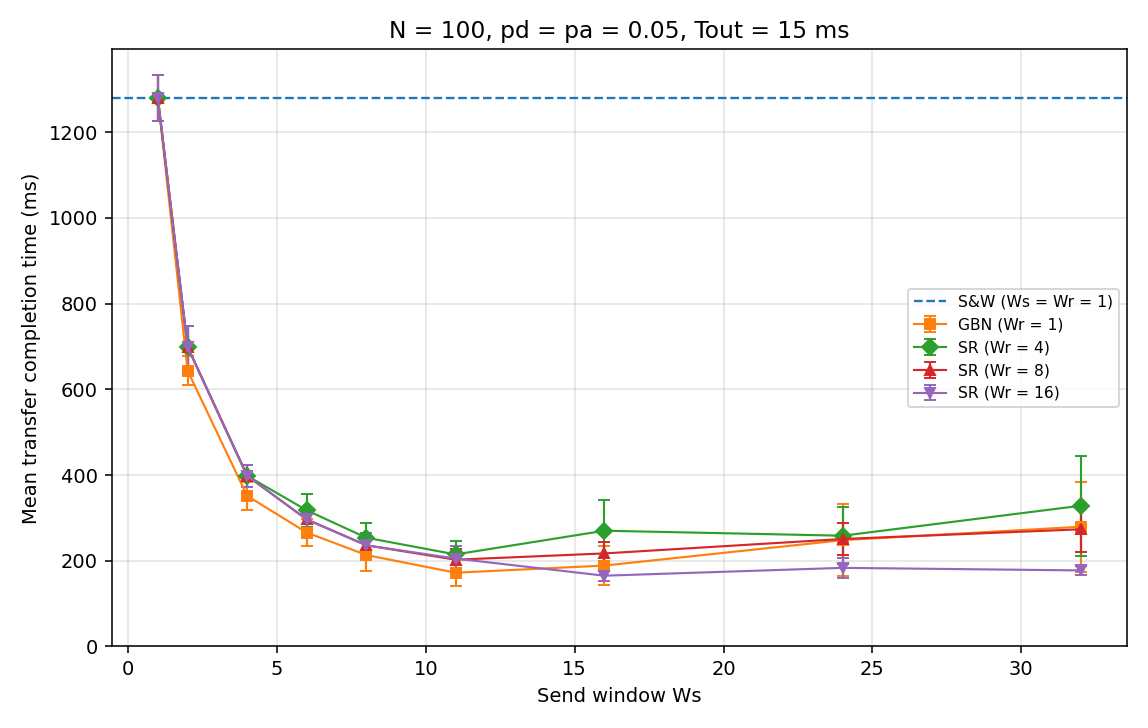 N = 100, pd = pa = 0.05, Tout = 15 ms
Mean transfer completion time (ms)
1200
1000
800
600
400
200
0
S&W (Ws = Wr = 1)
GBN (Wr = 1)
SR (Wr = 4)
SR (Wr = 8)
SR (Wr = 16)
0 5 10 15 20 25 30
Send window Ws